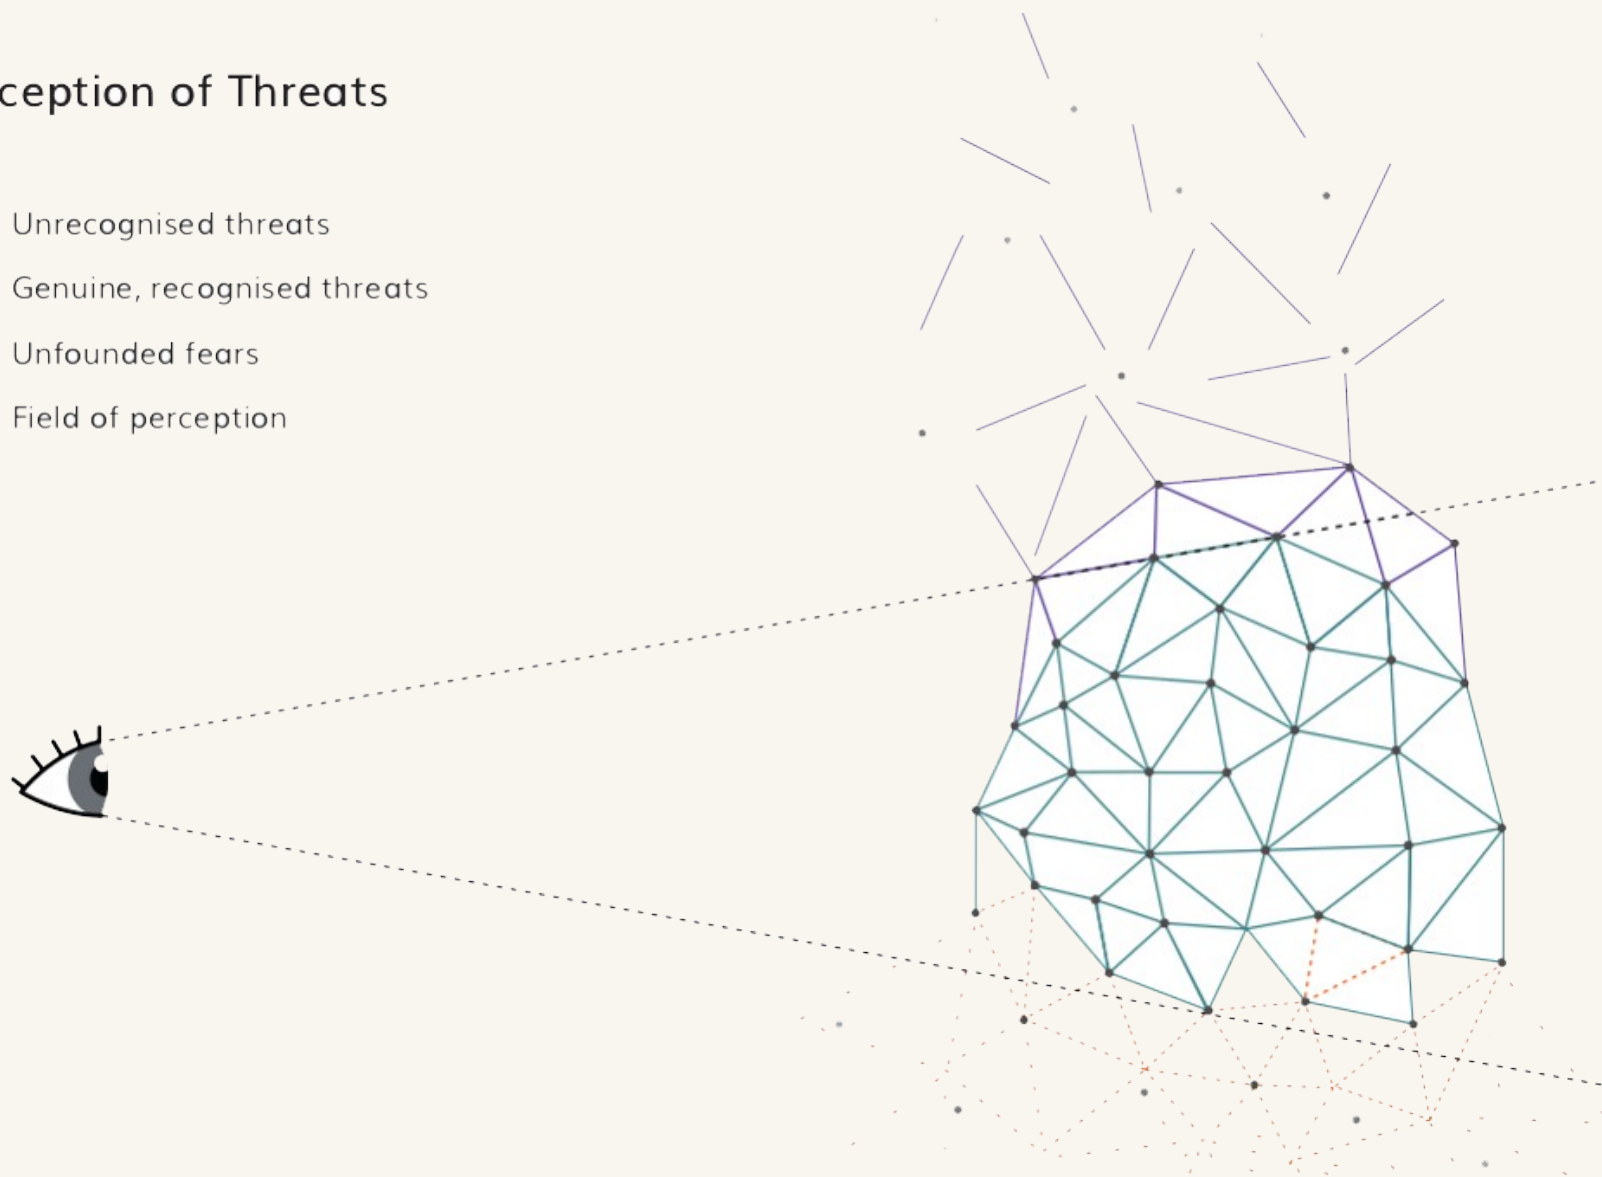 ception of Threats
Unrecognised threats
Genuine, recognised threats
Unfounded fears
Field of perception